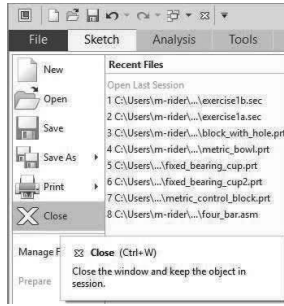 File Sketch Analysis Tools
New
Open
Save
Save As
Print
Close
Manage F
Prepare
Recent Files
Open Last Session
1 C:\Users\m-rider\...\exercise1b.sec
2 C:\Users\m-rider\...\exercise1a.sec
3 C:\Users\m-rider\...\block_with_hole.prt
4 C:\Users\m-rider\...\metric_bowl.prt
5 C:\Users\...\fixed_bearing_cup.prt
6 C:\Users\...\fixed_bearing_cup2.prt
7 C:\Users\...\metric_control_block.prt
8 C:\Users\m-rider\...\four_bar.asm
Close (Ctrl+W)
Close the window and keep the object in
session.